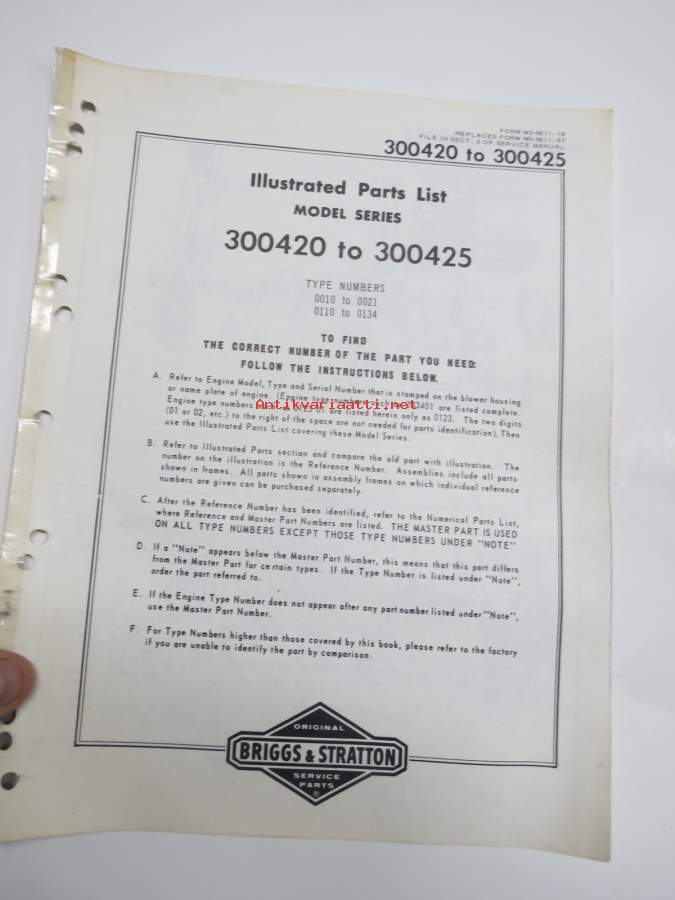 FORM MS-5611-18
REPLACES FORM MS-5611-67
FILE IN SECT. 2 OF SERVICE MANUAL
300420 to 300425
Illustrated Parts List
MODEL SERIES
300420 to 300425
TYPE NUMBERS
0010 to 0021
0110 to 0134
TO FIND
THE CORRECT NUMBER OF THE PART YOU NEED:
FOLLOW THE INSTRUCTIONS BELOW.
A. Refer to Engine Model, Type and Serial Number that is stamped on the blower housing
or name plate of engine. (Engine type numbers such as 0401 are listed complete.
Engine type numbers are listed herein only as 0123. The two digits
(01 or 02, etc.) to the right of the space are not needed for parts identification). Then
use the Illustrated Parts List covering these Model Series.
Antikvariaatti.net
B. Refer to Illustrated Parts section and compare the old part with illustration. The
number on the illustration is the Reference Number. Assemblies include all parts
shown in frames. All parts shown in assembly frames on which individual reference
numbers are given can be purchased separately.
C. After the Reference Number has been identified, refer to the Numerical Parts List,
where Reference and Master Part Numbers are listed. THE MASTER PART IS USED
ON ALL TYPE NUMBERS EXCEPT THOSE TYPE NUMBERS UNDER "NOTE"
D. If a "Note" appears below the Master Part Number, this means that this part differs
from the Master Part for certain types. If the Type Number is listed under "Note",
order the part referred to.
E. If the Engine Type Number does not appear after any part number listed under "Note",
use the Master Part Number.
F. For Type Numbers higher than those covered by this book, please refer to the factory
if you are unable to identify the part by comparison.
ORIGINAL
BRIGGS & STRATTON
SERVICE
PARTS
®